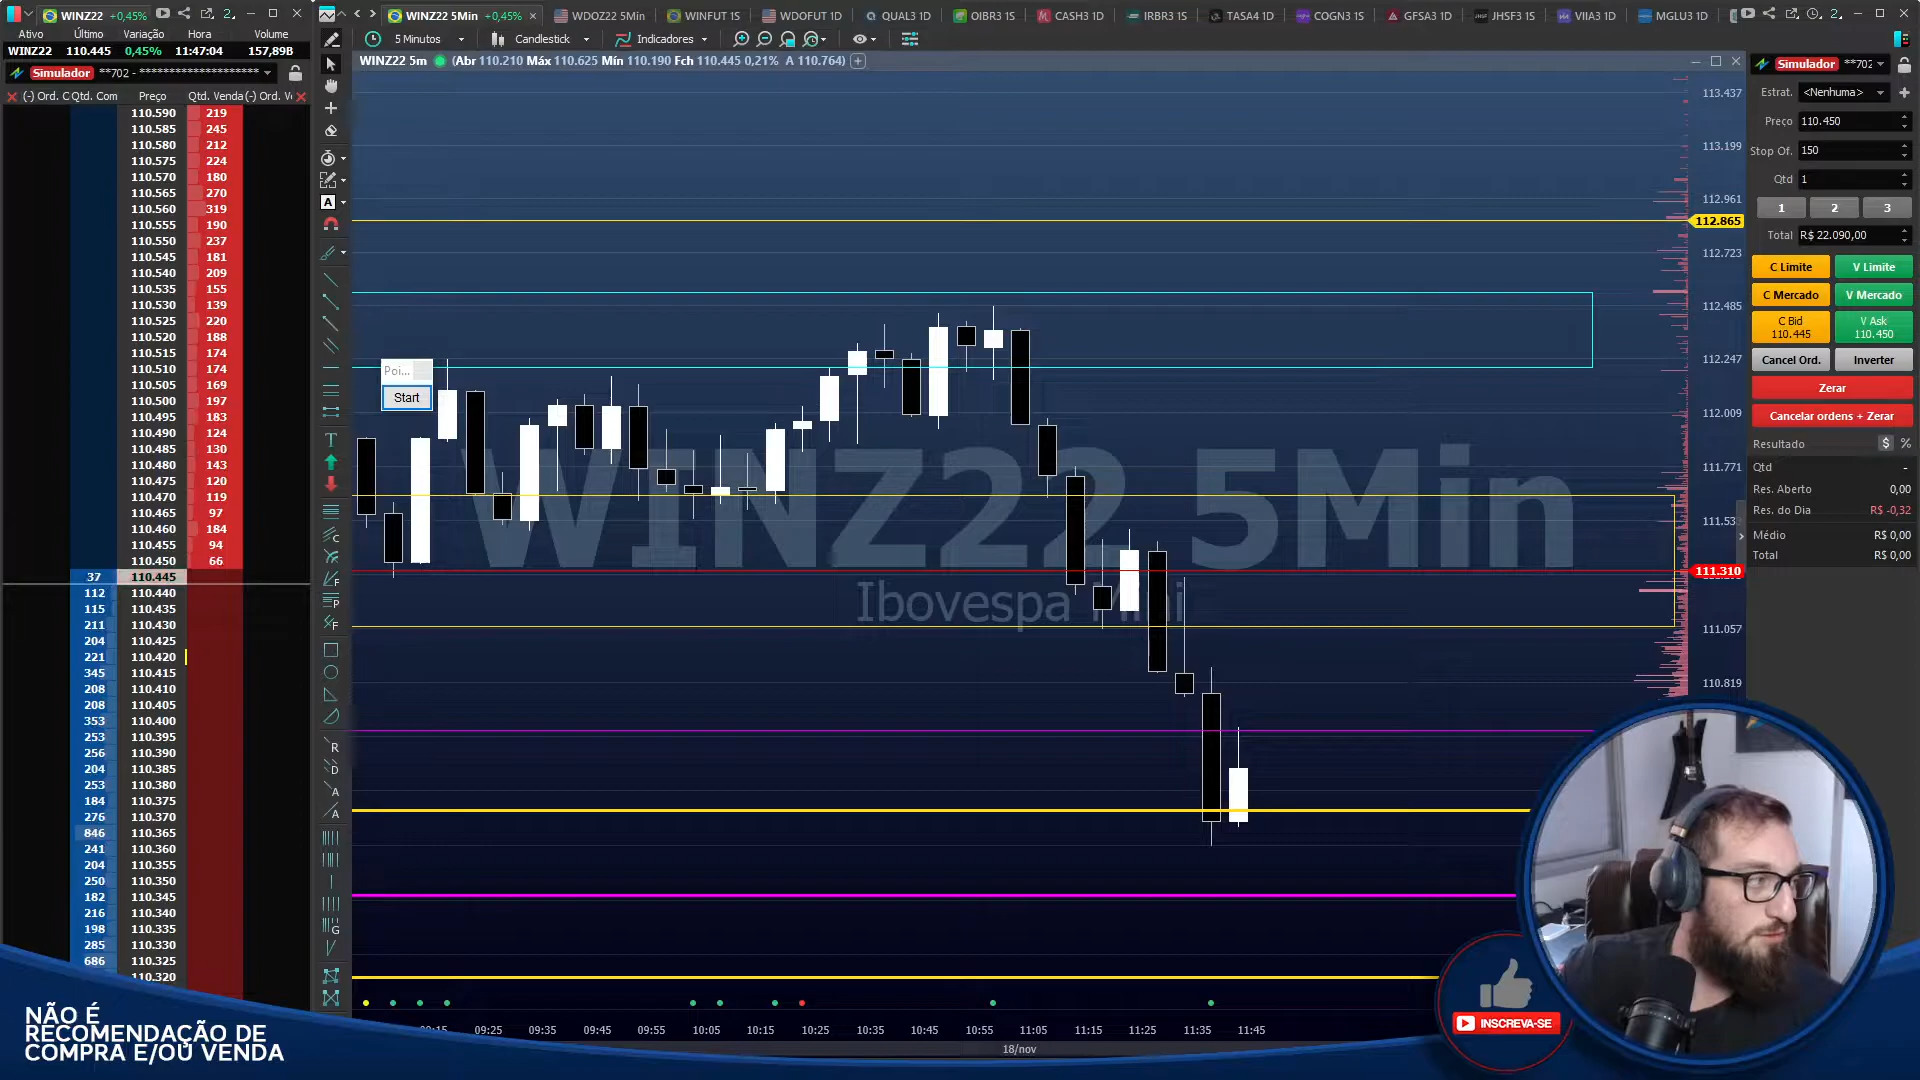 WINZ22 +0,45%
2
Ativo Último Variação Hora Volume
WINZ22 110.445 0,45% 11:47:04 157,89B
Simulador **702 - *********************
(-) Ord. C Qtd. Com Preço Qtd. Venda (-) Ord. V
110.590 219
110.585 245
110.580 212
110.575 224
110.570 180
110.565 270
110.560 319
110.555 190
110.550 237
110.545 181
110.540 209
110.535 155
110.530 139
110.525 220
110.520 188
110.515 174
110.510 174
110.505 169
110.500 197
110.495 183
110.490 124
110.485 130
110.480 143
110.475 120
110.470 119
110.465 97
110.460 184
110.455 94
110.450 66
37 110.445
112 110.440
115 110.435
211 110.430
204 110.425
221 110.420
345 110.415
208 110.410
208 110.405
353 110.400
253 110.395
256 110.390
204 110.385
253 110.380
184 110.375
276 110.370
846 110.365
241 110.360
204 110.355
250 110.350
182 110.345
216 110.340
198 110.335
285 110.330
686 110.325
110.320
WINZ22 5Min +0,45% WDOZ22 5Min WINFUT 1S WDOFUT 1D QUAL3 1D OIBR3 1S CASH3 1D IRBR3 1S TASA4 1D COGN3 1S GFSA3 1D JHSF3 1S VIIA3 1D MGLU3 1D
2
5 Minutos Candlestick Indicadores
WINZ22 5m (Abr 110.210 Máx 110.625 Mín 110.190 Fch 110.445 0,21% A 110.764)
113.437
113.199
112.961
112.865
112.723
112.485
112.247
112.009
111.771
111.533
111.310
111.057
110.819
Poi...
Start
WINZ22 5Min
Ibovespa Mini
09:15 09:25 09:35 09:45 09:55 10:05 10:15 10:25 10:35 10:45 10:55 11:05 11:15 11:25 11:35 11:45
18/nov
Simulador **702
Estrat. <Nenhuma>
Preço 110.450
Stop Of. 150
Qtd 1
1 2 3
Total R$ 22.090,00
C Limite V Limite
C Mercado V Mercado
C Bid V Ask
110.445 110.450
Cancel Ord. Inverter
Zerar
Cancelar ordens + Zerar
Resultado $ %
Qtd -
Res. Aberto 0,00
Res. do Dia R$ -0,32
Médio R$ 0,00
Total R$ 0,00
NÃO É
RECOMENDAÇÃO DE
COMPRA E/OU VENDA
INSCREVA-SE